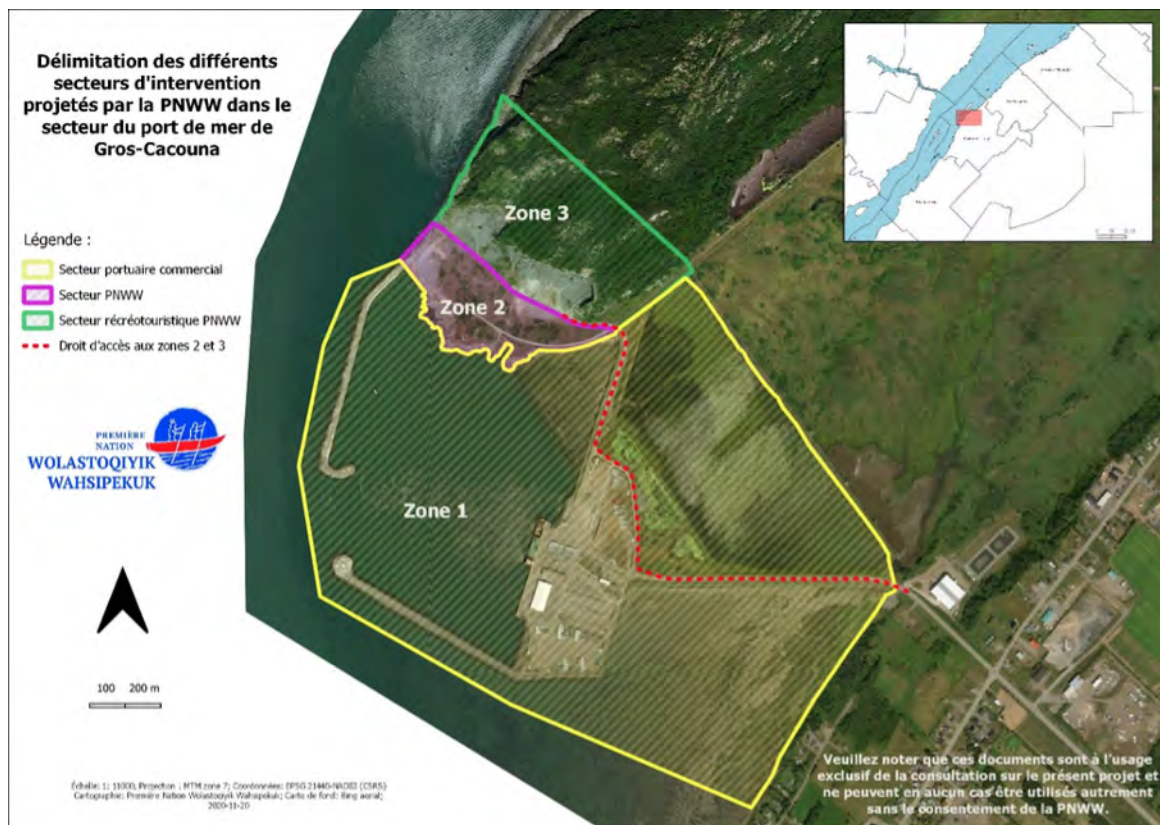 Délimitation des différents
secteurs d'intervention
projetés par la PNWW dans le
secteur du port de mer de
Gros-Cacouna
Légende :
Secteur portuaire commercial
Secteur PNWW
Secteur récréotouristique PNWW
Droit d'accès aux zones 2 et 3
PREMIÈRE
NATION
WOLASTOQIYIK
WAHSIPEKUK
Zone 3
Zone 2
Zone 1
100 200 m
Échelle: 1: 11000, Projection : MTM zone 7; Coordonnées:
Cartographie: Première Nation Wolastoqiyik Wahsipekuk; Carte de fond: Bing aerial;
2020-11-20
Veuillez noter que ces documents sont à l'usage
exclusif de la consultation sur le présent projet et
ne peuvent en aucun cas être utilisés autrement
sans le consentement de la PNWW.